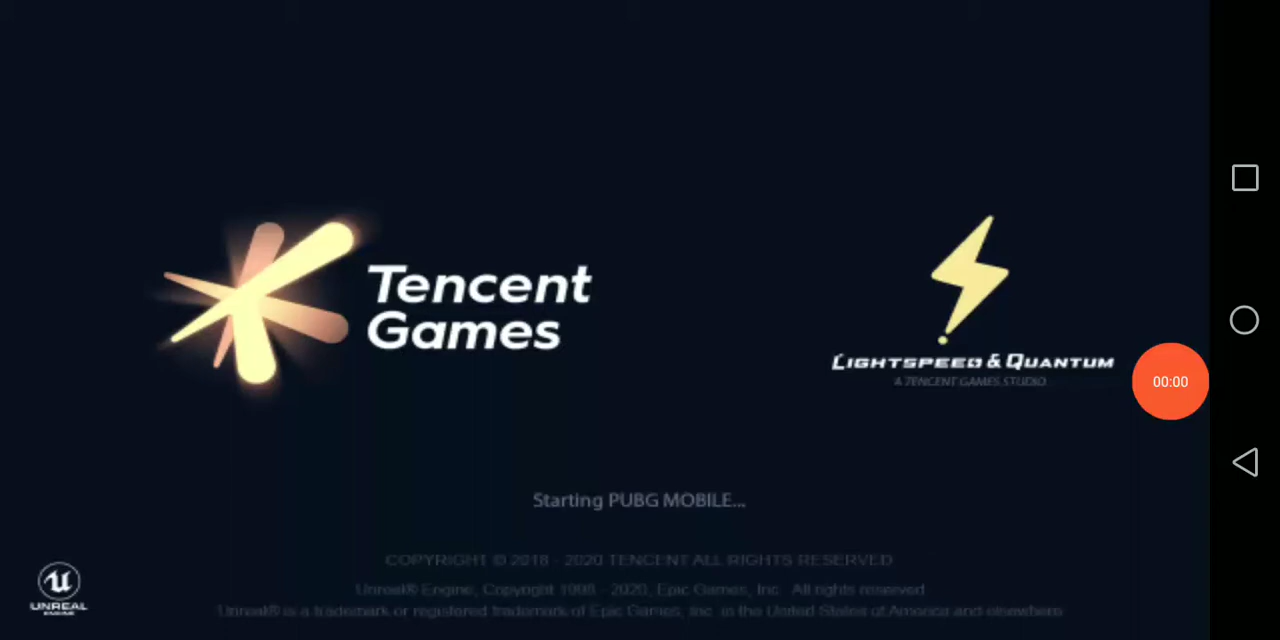 Tencent
Games
LIGHTSPEED & QUANTUM
A TENCENT GAMES STUDIO
00:00
Starting PUBG MOBILE...
COPYRIGHT © 2018 - 2020 TENCENT ALL RIGHTS RESERVED
Unreal® Engine, Copyright 1998 - 2020, Epic Games, Inc. All rights reserved
Unreal® is a trademark or registered trademark of Epic Games, Inc. in the United States of America and elsewhere
UNREAL
ENGINE